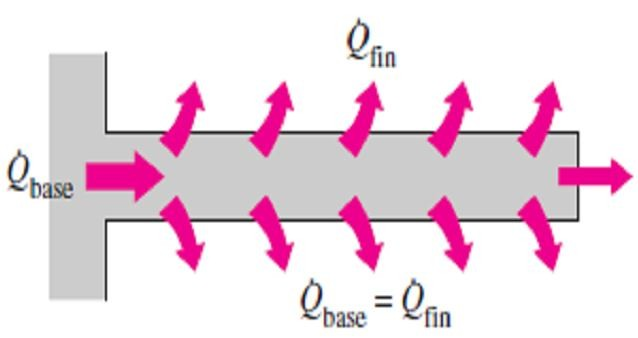 Q̇fin
Q̇base
Q̇base = Q̇fin